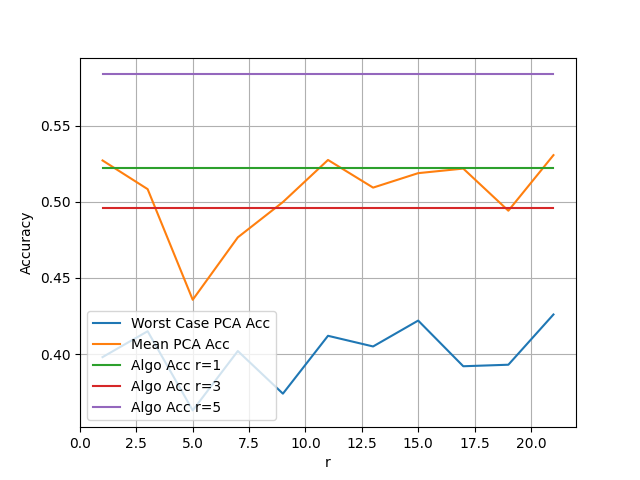 Accuracy
0.55
0.50
0.45
0.40
Worst Case PCA Acc
Mean PCA Acc
Algo Acc r=1
Algo Acc r=3
Algo Acc r=5
0.0 2.5 5.0 7.5 10.0 12.5 15.0 17.5 20.0
r